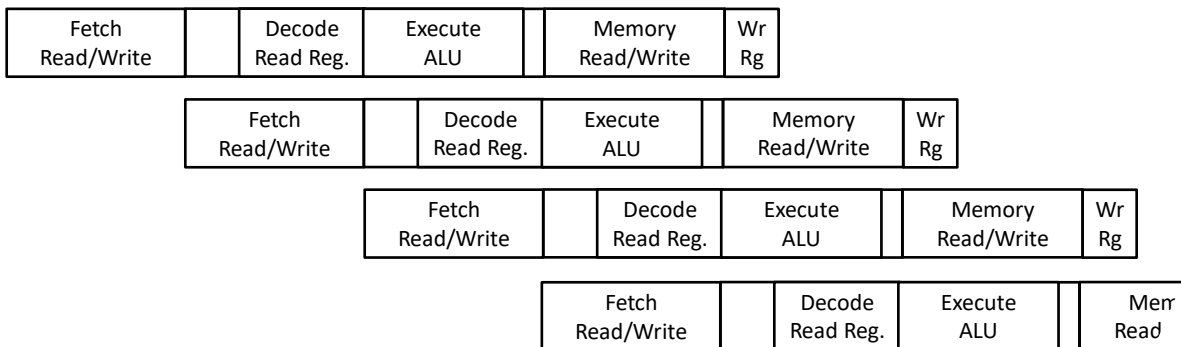 Fetch
Read/Write
Decode
Read Reg.
Execute
ALU
Memory
Read/Write
Wr
Rg
Fetch
Read/Write
Decode
Read Reg.
Execute
ALU
Memory
Read/Write
Wr
Rg
Fetch
Read/Write
Decode
Read Reg.
Execute
ALU
Memory
Read/Write
Wr
Rg
Fetch
Read/Write
Decode
Read Reg.
Execute
ALU
Mem
Read